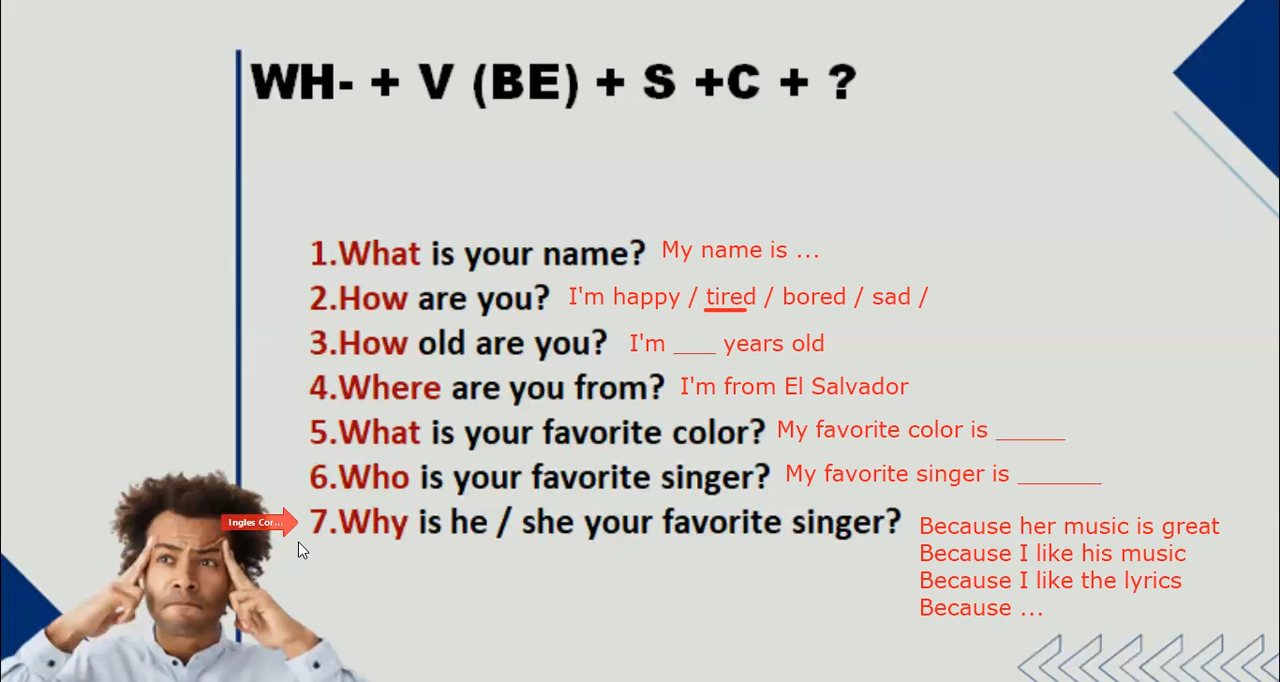 WH- + V (BE) + S +C + ?
1.What is your name? My name is ...
2.How are you? I'm happy / tired / bored / sad /
3.How old are you? I'm ___ years old
4.Where are you from? I'm from El Salvador
5.What is your favorite color? My favorite color is _____
6.Who is your favorite singer? My favorite singer is ______
Ingles Cor...
7.Why is he / she your favorite singer? Because her music is great
Because I like his music
Because I like the lyrics
Because ...